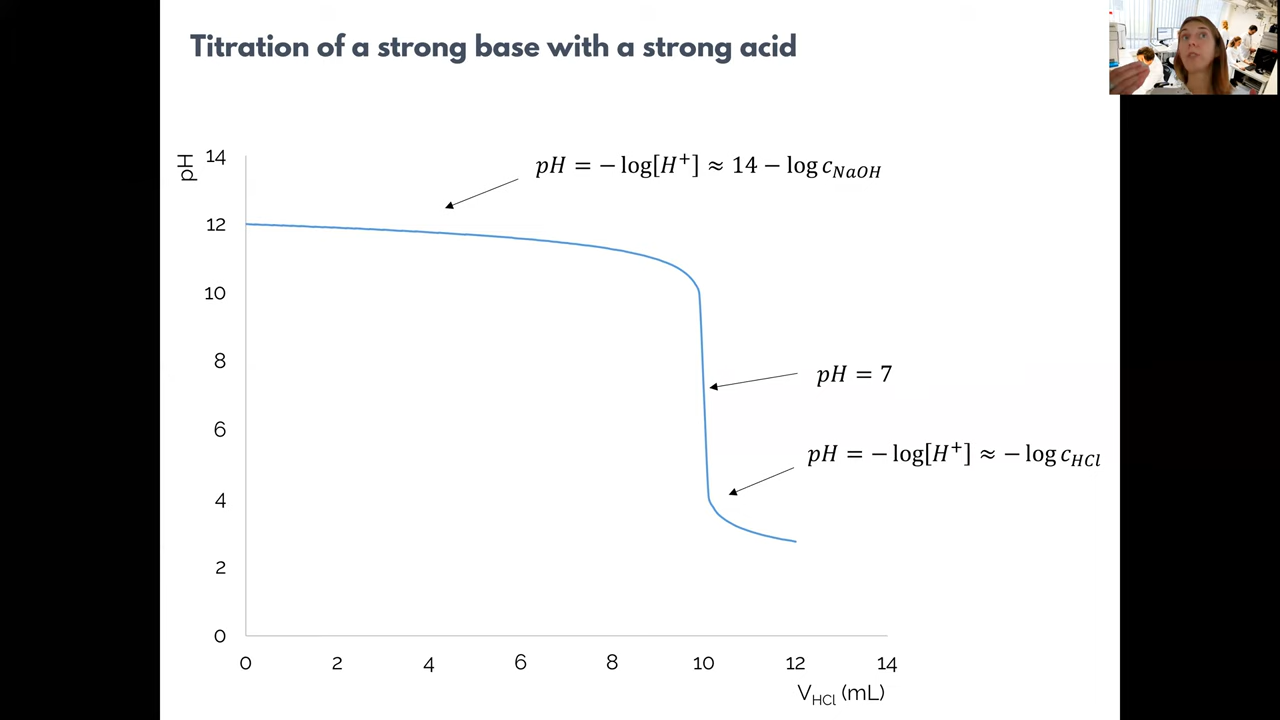 Titration of a strong base with a strong acid
pH
14
12
10
8
6
4
2
0
pH = −log[H⁺] ≈ 14 − log c_NaOH
pH = 7
pH = −log[H⁺] ≈ −log c_HCl
0 2 4 6 8 10 12 14
V_HCl (mL)